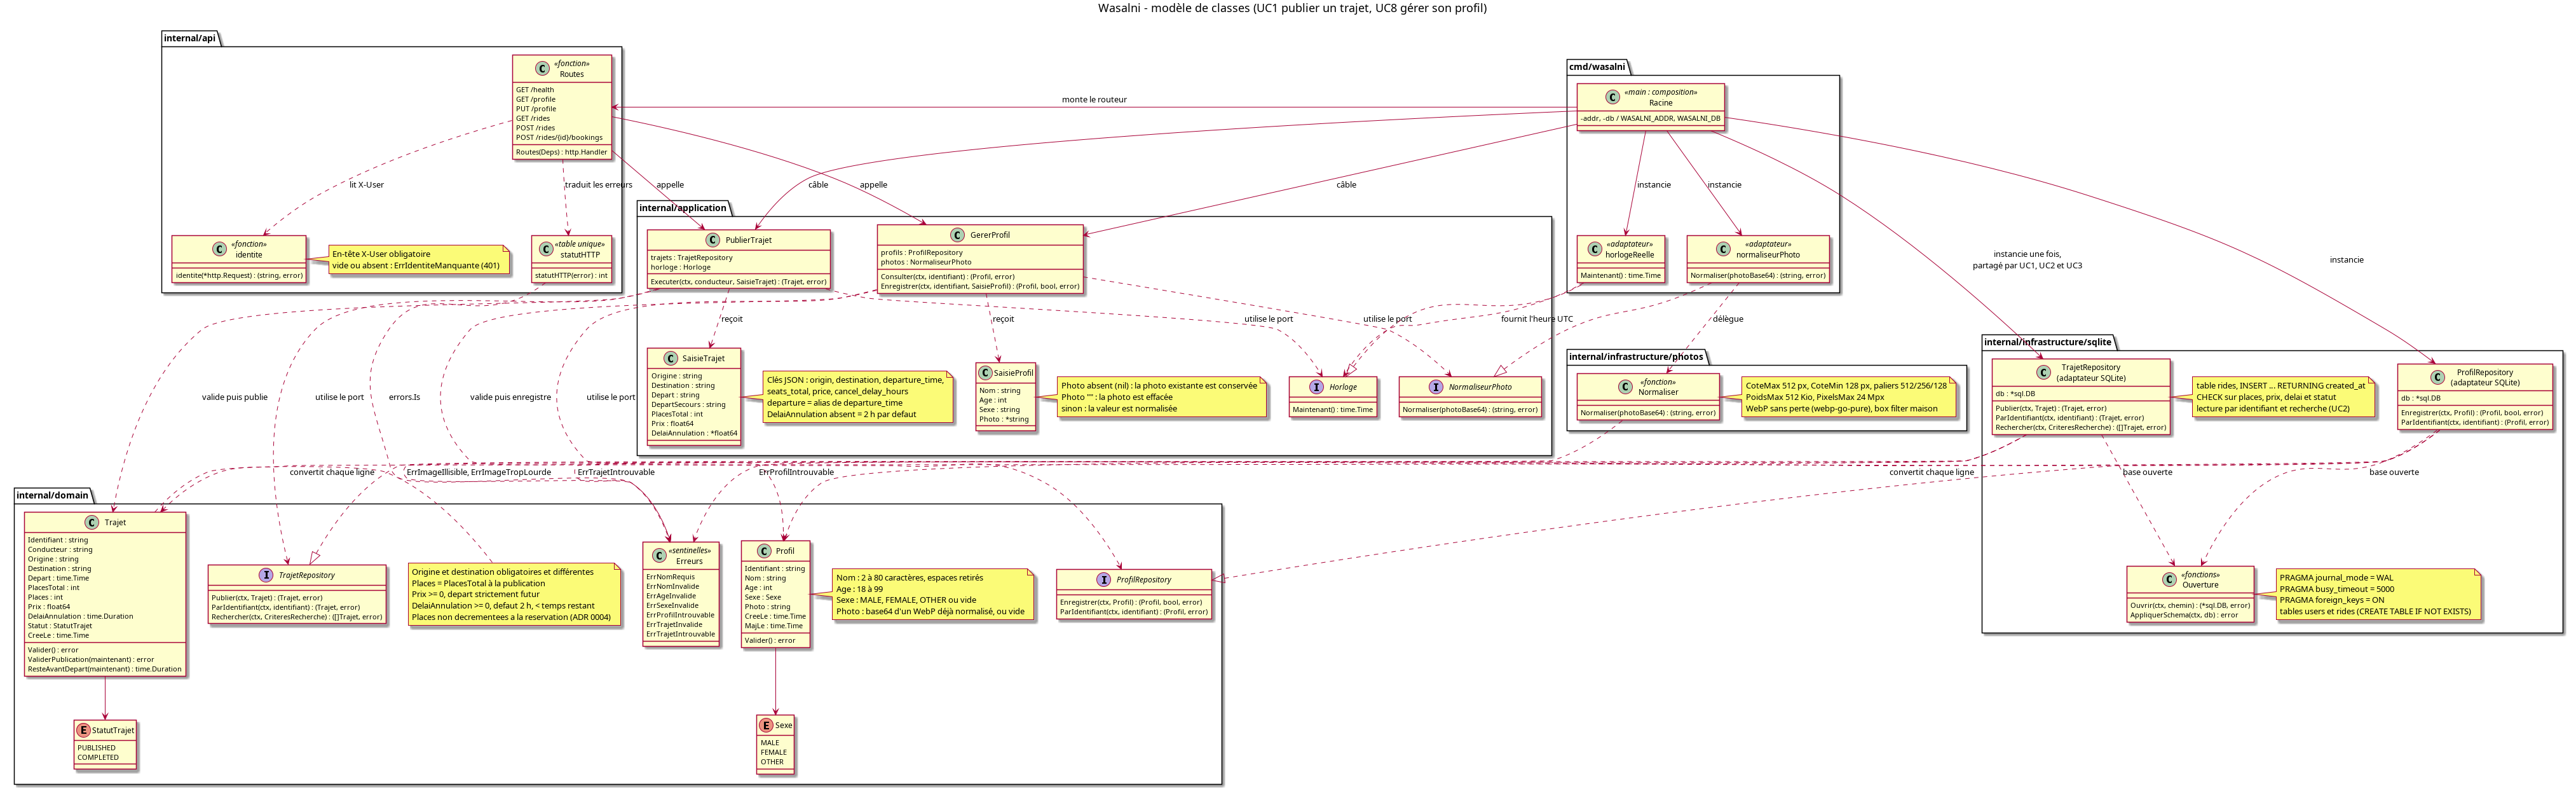 Wasalni - modèle de classes (UC1 publier un trajet, UC8 gérer son profil)
internal/api
«fonction»
Routes
GET /health
GET /profile
PUT /profile
GET /rides
POST /rides
POST /rides/{id}/bookings
Routes(Deps) : http.Handler
cmd/wasalni
«main : composition»
Racine
-addr, -db / WASALNI_ADDR, WASALNI_DB
monte le routeur
lit X-User
traduit les erreurs
appelle
appelle
câble
câble
instancie
instancie
instancie une fois,
partagé par UC1, UC2 et UC3
instancie
«fonction»
identite
identite(*http.Request) : (string, error)
En-tête X-User obligatoire
vide ou absent : ErrIdentiteManquante (401)
«table unique»
statutHTTP
statutHTTP(error) : int
internal/application
PublierTrajet
trajets : TrajetRepository
horloge : Horloge
Executer(ctx, conducteur, SaisieTrajet) : (Trajet, error)
GererProfil
profils : ProfilRepository
photos : NormaliseurPhoto
Consulter(ctx, identifiant) : (Profil, error)
Enregistrer(ctx, identifiant, SaisieProfil) : (Profil, bool, error)
«adaptateur»
horlogeReelle
Maintenant() : time.Time
«adaptateur»
normaliseurPhoto
Normaliser(photoBase64) : (string, error)
reçoit
reçoit
utilise le port
utilise le port
fournit l'heure UTC
délègue
SaisieTrajet
Origine : string
Destination : string
Depart : string
DepartSecours : string
PlacesTotal : int
Prix : float64
DelaiAnnulation : *float64
Clés JSON : origin, destination, departure_time,
seats_total, price, cancel_delay_hours
departure = alias de departure_time
DelaiAnnulation absent = 2 h par defaut
SaisieProfil
Nom : string
Age : int
Sexe : string
Photo : *string
Photo absent (nil) : la photo existante est conservée
Photo "" : la photo est effacée
sinon : la valeur est normalisée
Horloge
Maintenant() : time.Time
NormaliseurPhoto
Normaliser(photoBase64) : (string, error)
internal/infrastructure/photos
«fonction»
Normaliser
Normaliser(photoBase64) : (string, error)
CoteMax 512 px, CoteMin 128 px, paliers 512/256/128
PoidsMax 512 Kio, PixelsMax 24 Mpx
WebP sans perte (webp-go-pure), box filter maison
internal/infrastructure/sqlite
TrajetRepository
(adaptateur SQLite)
db : *sql.DB
Publier(ctx, Trajet) : (Trajet, error)
ParIdentifiant(ctx, identifiant) : (Trajet, error)
Rechercher(ctx, CriteresRecherche) : ([]Trajet, error)
table rides, INSERT ... RETURNING created_at
CHECK sur places, prix, delai et statut
lecture par identifiant et recherche (UC2)
ProfilRepository
(adaptateur SQLite)
db : *sql.DB
Enregistrer(ctx, Profil) : (Profil, bool, error)
ParIdentifiant(ctx, identifiant) : (Profil, error)
valide puis publie
utilise le port
errors.Is
valide puis enregistre
utilise le port
convertit chaque ligne
ErrImageIllisible, ErrImageTropLourde
ErrTrajetIntrouvable
ErrProfilIntrouvable
convertit chaque ligne
base ouverte
base ouverte
internal/domain
Trajet
Identifiant : string
Conducteur : string
Origine : string
Destination : string
Depart : time.Time
PlacesTotal : int
Places : int
Prix : float64
DelaiAnnulation : time.Duration
Statut : StatutTrajet
CreeLe : time.Time
Valider() : error
ValiderPublication(maintenant) : error
ResteAvantDepart(maintenant) : time.Duration
TrajetRepository
Publier(ctx, Trajet) : (Trajet, error)
ParIdentifiant(ctx, identifiant) : (Trajet, error)
Rechercher(ctx, CriteresRecherche) : ([]Trajet, error)
Origine et destination obligatoires et différentes
Places = PlacesTotal à la publication
Prix >= 0, depart strictement futur
DelaiAnnulation >= 0, defaut 2 h, < temps restant
Places non decrementees a la reservation (ADR 0004)
«sentinelles»
Erreurs
ErrNomRequis
ErrNomInvalide
ErrAgeInvalide
ErrSexeInvalide
ErrProfilIntrouvable
ErrTrajetInvalide
ErrTrajetIntrouvable
Profil
Identifiant : string
Nom : string
Age : int
Sexe : Sexe
Photo : string
CreeLe : time.Time
MajLe : time.Time
Valider() : error
Nom : 2 à 80 caractères, espaces retirés
Age : 18 à 99
Sexe : MALE, FEMALE, OTHER ou vide
Photo : base64 d'un WebP déjà normalisé, ou vide
ProfilRepository
Enregistrer(ctx, Profil) : (Profil, bool, error)
ParIdentifiant(ctx, identifiant) : (Profil, error)
«fonctions»
Ouverture
Ouvrir(ctx, chemin) : (*sql.DB, error)
AppliquerSchema(ctx, db) : error
PRAGMA journal_mode = WAL
PRAGMA busy_timeout = 5000
PRAGMA foreign_keys = ON
tables users et rides (CREATE TABLE IF NOT EXISTS)
StatutTrajet
PUBLISHED
COMPLETED
Sexe
MALE
FEMALE
OTHER